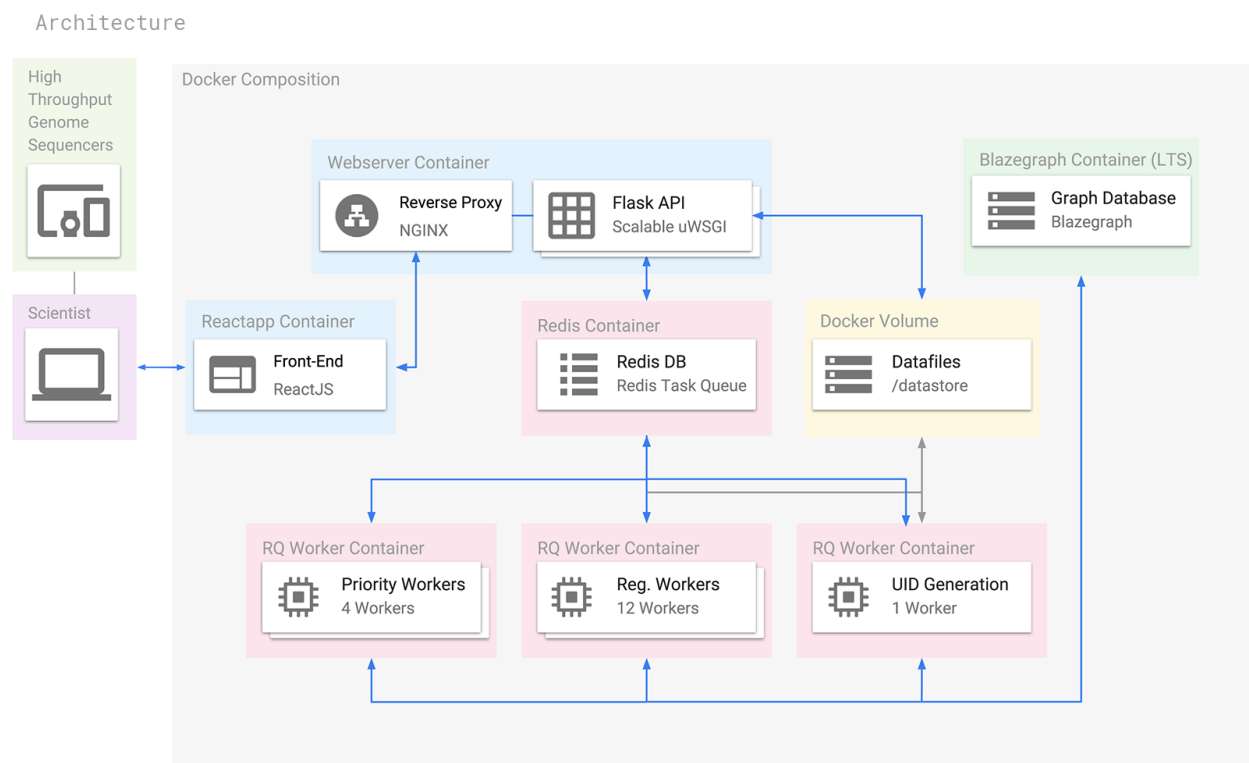 Architecture
High
Throughput
Genome
Sequencers
Scientist
Docker Composition
Webserver Container
Reverse Proxy
NGINX
Flask API
Scalable uWSGI
Blazegraph Container (LTS)
Graph Database
Blazegraph
Reactapp Container
Front-End
ReactJS
Redis Container
Redis DB
Redis Task Queue
Docker Volume
Datafiles
/datastore
RQ Worker Container
Priority Workers
4 Workers
RQ Worker Container
Reg. Workers
12 Workers
RQ Worker Container
UID Generation
1 Worker